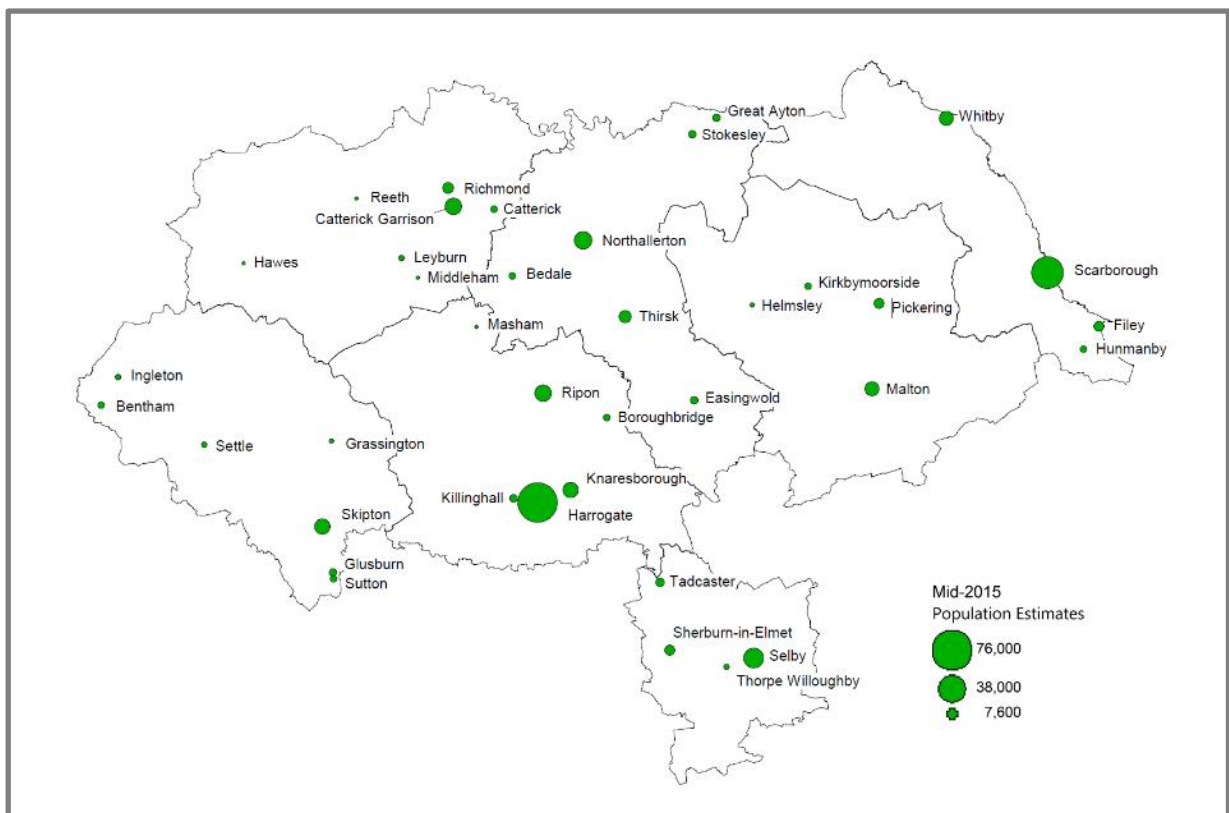 Great Ayton
Whitby
Stokesley
Richmond
Reeth
Catterick
Catterick Garrison
Northallerton
Leyburn
Hawes
Scarborough
Bedale
Middleham
Kirkbymoorside
Helmsley
Pickering
Thirsk
Masham
Filey
Hunmanby
Ingleton
Ripon
Malton
Easingwold
Bentham
Boroughbridge
Settle
Grassington
Knaresborough
Killinghall
Harrogate
Skipton
Glusburn
Sutton
Tadcaster
Mid-2015
Population Estimates
Sherburn-in-Elmet
76,000
Selby
Thorpe Willoughby
38,000
7,600